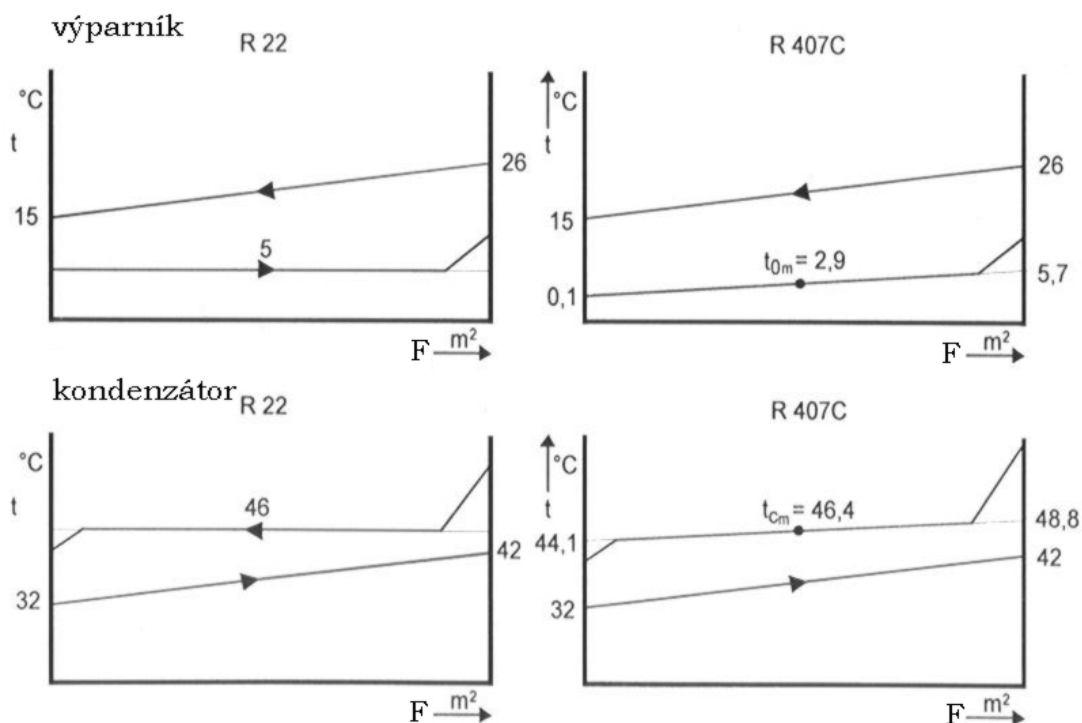 výparník
R 22
°C
t
26
15
5
F m²
R 407C
°C
t
26
15
t0m = 2,9
5,7
0,1
F m²
kondenzátor
R 22
°C
t
46
42
32
F m²
R 407C
°C
t
tcm = 46,4
48,8
44,1
42
32
F m²